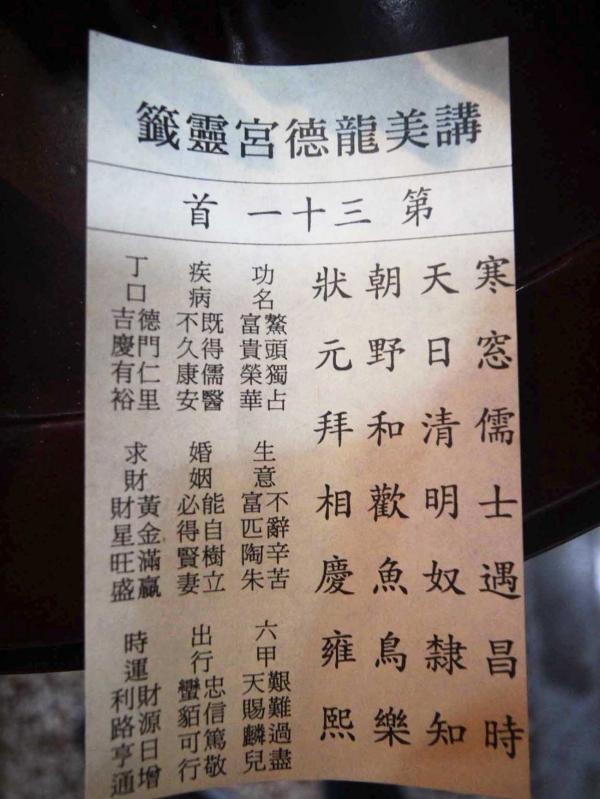 講美龍德宮靈籤
第三十一首
寒窓儒士遇昌時
天日清明奴隸知
朝野和歡魚鳥樂
狀元拜相慶雍熙
功名
鰲頭獨占
富貴榮華
生意
不辭辛苦
富匹陶朱
六甲
艱難過盡
天賜麟兒
疾病
既得儒醫
不久康安
婚姻
能自樹立
必得賢妻
出行
忠信篤敬
蠻貊可行
丁口
德門仁里
吉慶有裕
求財
黃金滿贏
財星旺盛
時運
財源日增
利路亨通